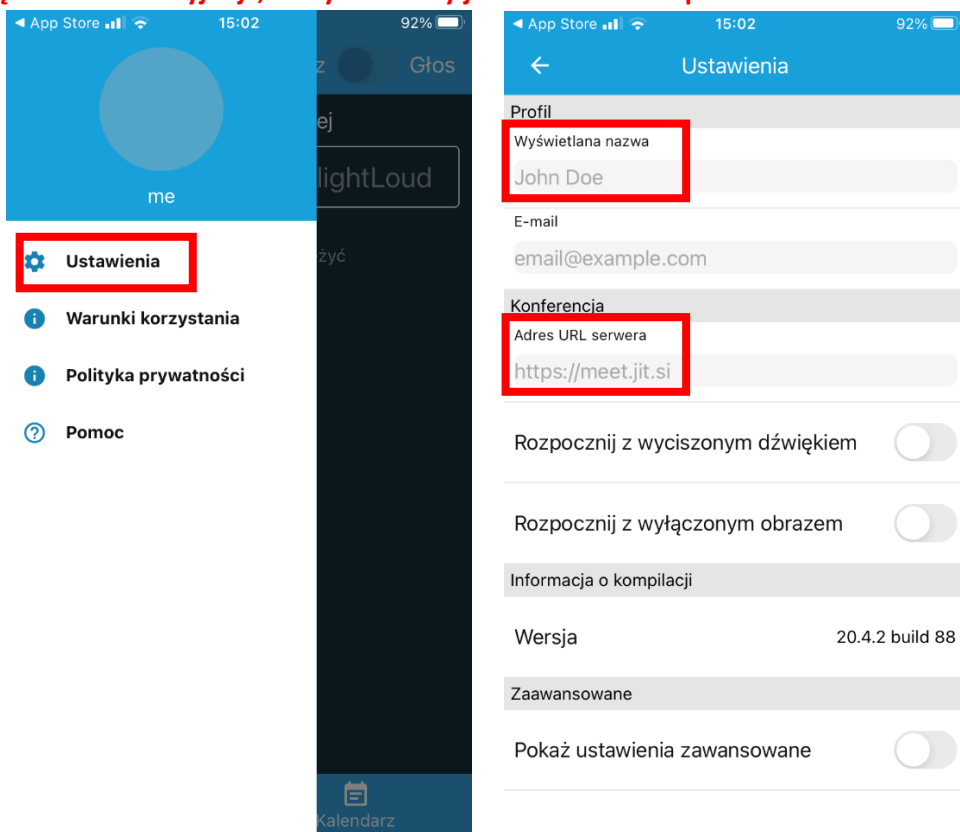 App Store 15:02 92%
Głos
ej
me
lightLoud
Ustawienia
żyć
Warunki korzystania
Polityka prywatności
Pomoc
Kalendarz
App Store 15:02 92%
Ustawienia
Profil
Wyświetlana nazwa
John Doe
E-mail
email@example.com
Konferencja
Adres URL serwera
https://meet.jit.si
Rozpocznij z wyciszonym dźwiękiem
Rozpocznij z wyłączonym obrazem
Informacja o kompilacji
Wersja 20.4.2 build 88
Zaawansowane
Pokaż ustawienia zawansowane